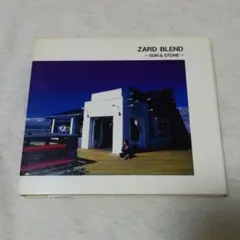 ZARD BLEND
〜SUN & STONE〜